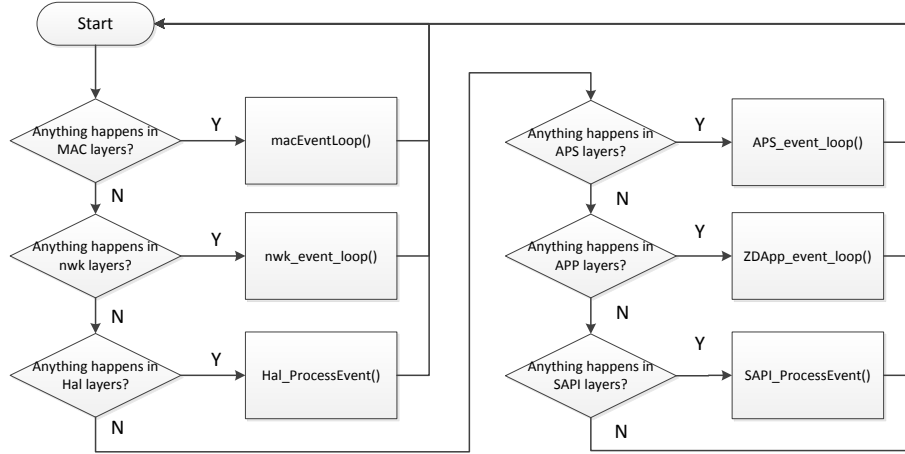 Start
Anything happens in
MAC layers?
Y
macEventLoop()
N
Anything happens in
nwk layers?
Y
nwk_event_loop()
N
Anything happens in
Hal layers?
Y
Hal_ProcessEvent()
N
Anything happens in
APS layers?
Y
APS_event_loop()
N
Anything happens in
APP layers?
Y
ZDApp_event_loop()
N
Anything happens in
SAPI layers?
Y
SAPI_ProcessEvent()
N